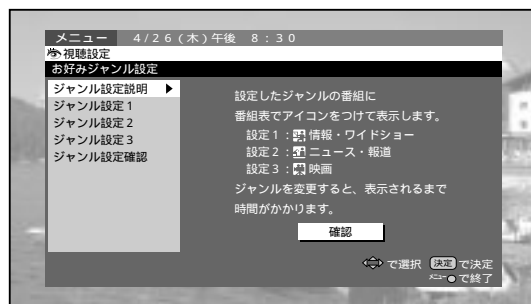 メニュー 4/26(木)午後 8:30
視聴設定
お好みジャンル設定
ジャンル設定説明 ▶
ジャンル設定1
ジャンル設定2
ジャンル設定3
ジャンル設定確認
設定したジャンルの番組に
番組表でアイコンをつけて表示します。
設定1:情報・ワイドショー
設定2:ニュース・報道
設定3:映画
ジャンルを変更すると、表示されるまで
時間がかかります。
確認
で選択 決定 で決定
メニュー で終了